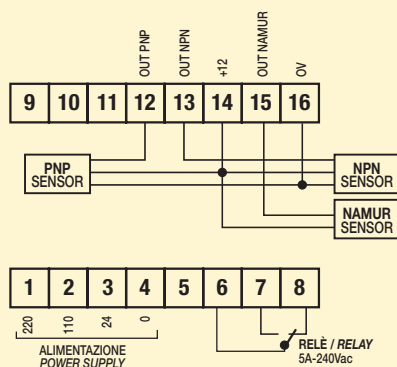 OUT PNP
OUT NPN
+12
OUT NAMUR
OV
9 10 11 12 13 14 15 16
PNP
SENSOR
NPN
SENSOR
NAMUR
SENSOR
1 2 3 4 5 6 7 8
220
110
24
0
ALIMENTAZIONE
POWER SUPPLY
RELÈ / RELAY
5A-240Vac